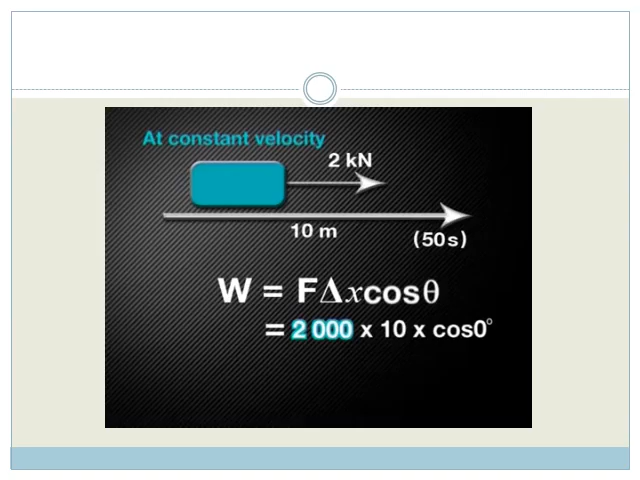 At constant velocity
2 kN
10 m
(50s)
W = FΔxcosθ
= 2 000 x 10 x cos0°